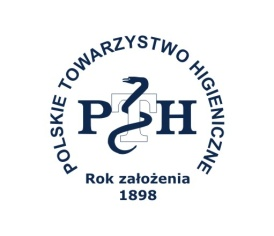 POLSKIE TOWARZYSTWO HIGIENICZNE
PTH
Rok założenia
1898